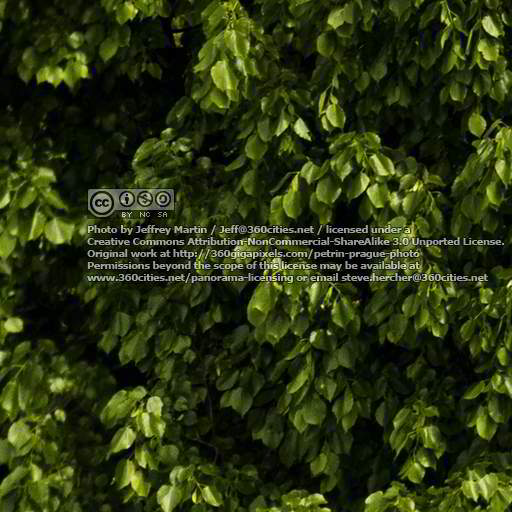 cc
BY NC SA
Photo by Jeffrey Martin / Jeff@360cities.net / licensed under a
Creative Commons Attribution-NonCommercial-ShareAlike 3.0 Unported License.
Original work at http://360gigapixels.com/petrin-prague-photo
Permissions beyond the scope of this license may be available at
www.360cities.net/panorama-licensing or email steve.hercher@360cities.net